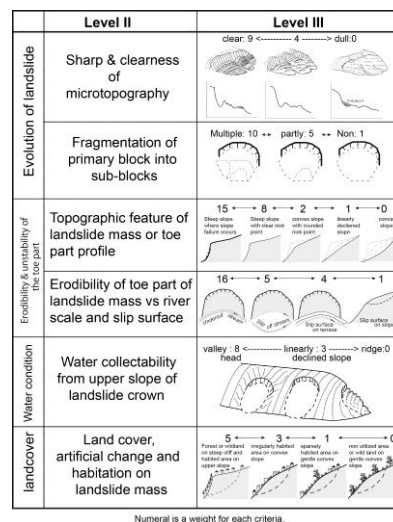 Level II
Level III
Evolution of landslide
Sharp & clearness
of
microtopography
clear: 9 <---------- 4 --------> dull:0
Fragmentation of
primary block into
sub-blocks
Multiple: 10 ↔ partly: 5 ↔ Non: 1
Erodibility & unstability of
the toe part
Topographic feature of
landslide mass or toe
part profile
15 8 2 1 0
Steep slope
where slope
failure occurs
Steep slope
with clear nick
point
convex slope
with rounded
nick point
linearly
declined
slope
slope
Erodibility of toe part of
landslide mass vs river
scale and slip surface
16 5 4 1
Undercut stream
Slip off stream
Slip surface
on terrace
Slip surface
on slope
Water condition
Water collectability
from upper slope of
landslide crown
valley : 8 <---------- linearly : 3 ------> ridge:0
head declined slope
landcover
Land cover,
artificial change and
habitation on
landslide mass
5 3 1 0
Forest or wildland
on steep cliff and
habited area on
upper slope
irregularly habited
area on convex
slope
sparsely
habited area on
gentle convex
slope
non utilized area
or wild land on
gentle convex
slope
Numeral is a weight for each criteria.